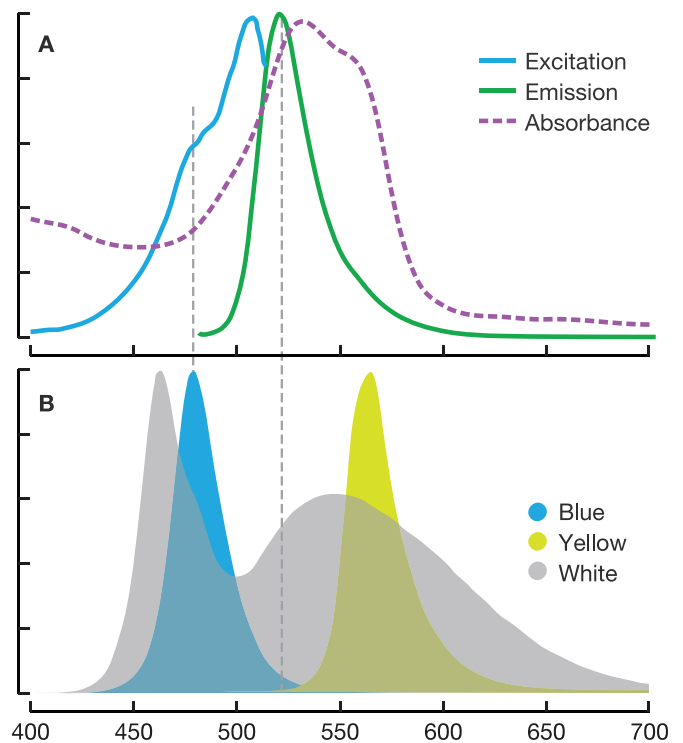 A
Excitation
Emission
Absorbance
B
Blue
Yellow
White
400 450 500 550 600 650 700